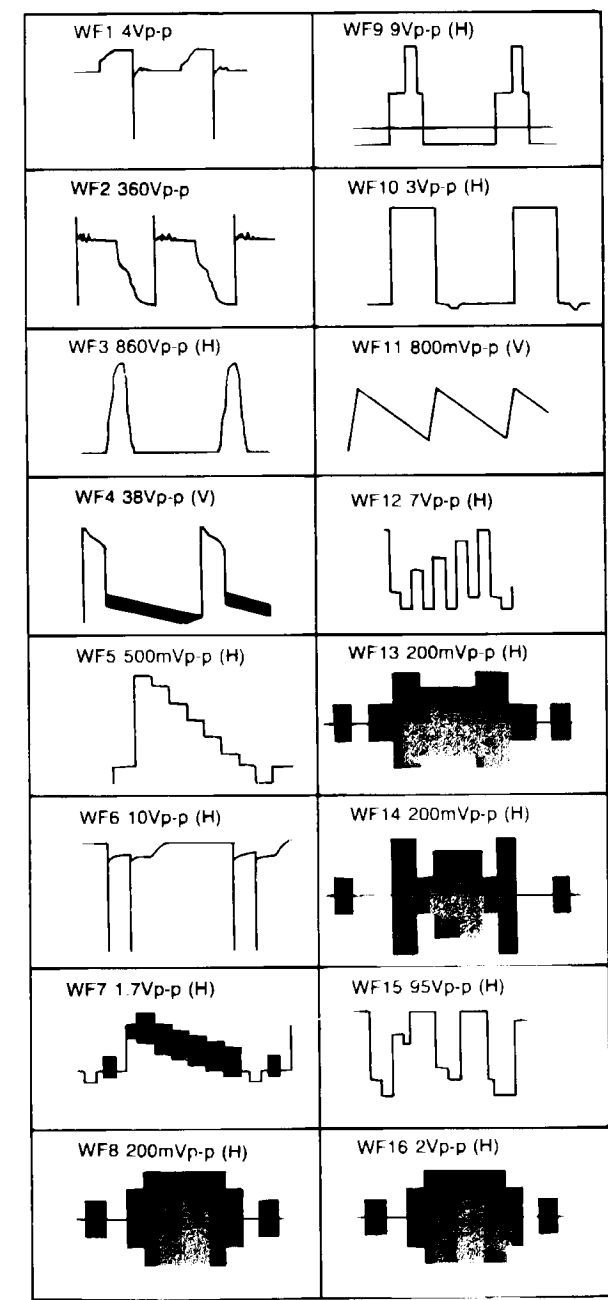 WF1 4Vp-p
WF9 9Vp-p (H)
WF2 360Vp-p
WF10 3Vp-p (H)
WF3 860Vp-p (H)
WF11 800mVp-p (V)
WF4 38Vp-p (V)
WF12 7Vp-p (H)
WF5 500mVp-p (H)
WF13 200mVp-p (H)
WF6 10Vp-p (H)
WF14 200mVp-p (H)
WF7 1.7Vp-p (H)
WF15 95Vp-p (H)
WF8 200mVp-p (H)
WF16 2Vp-p (H)